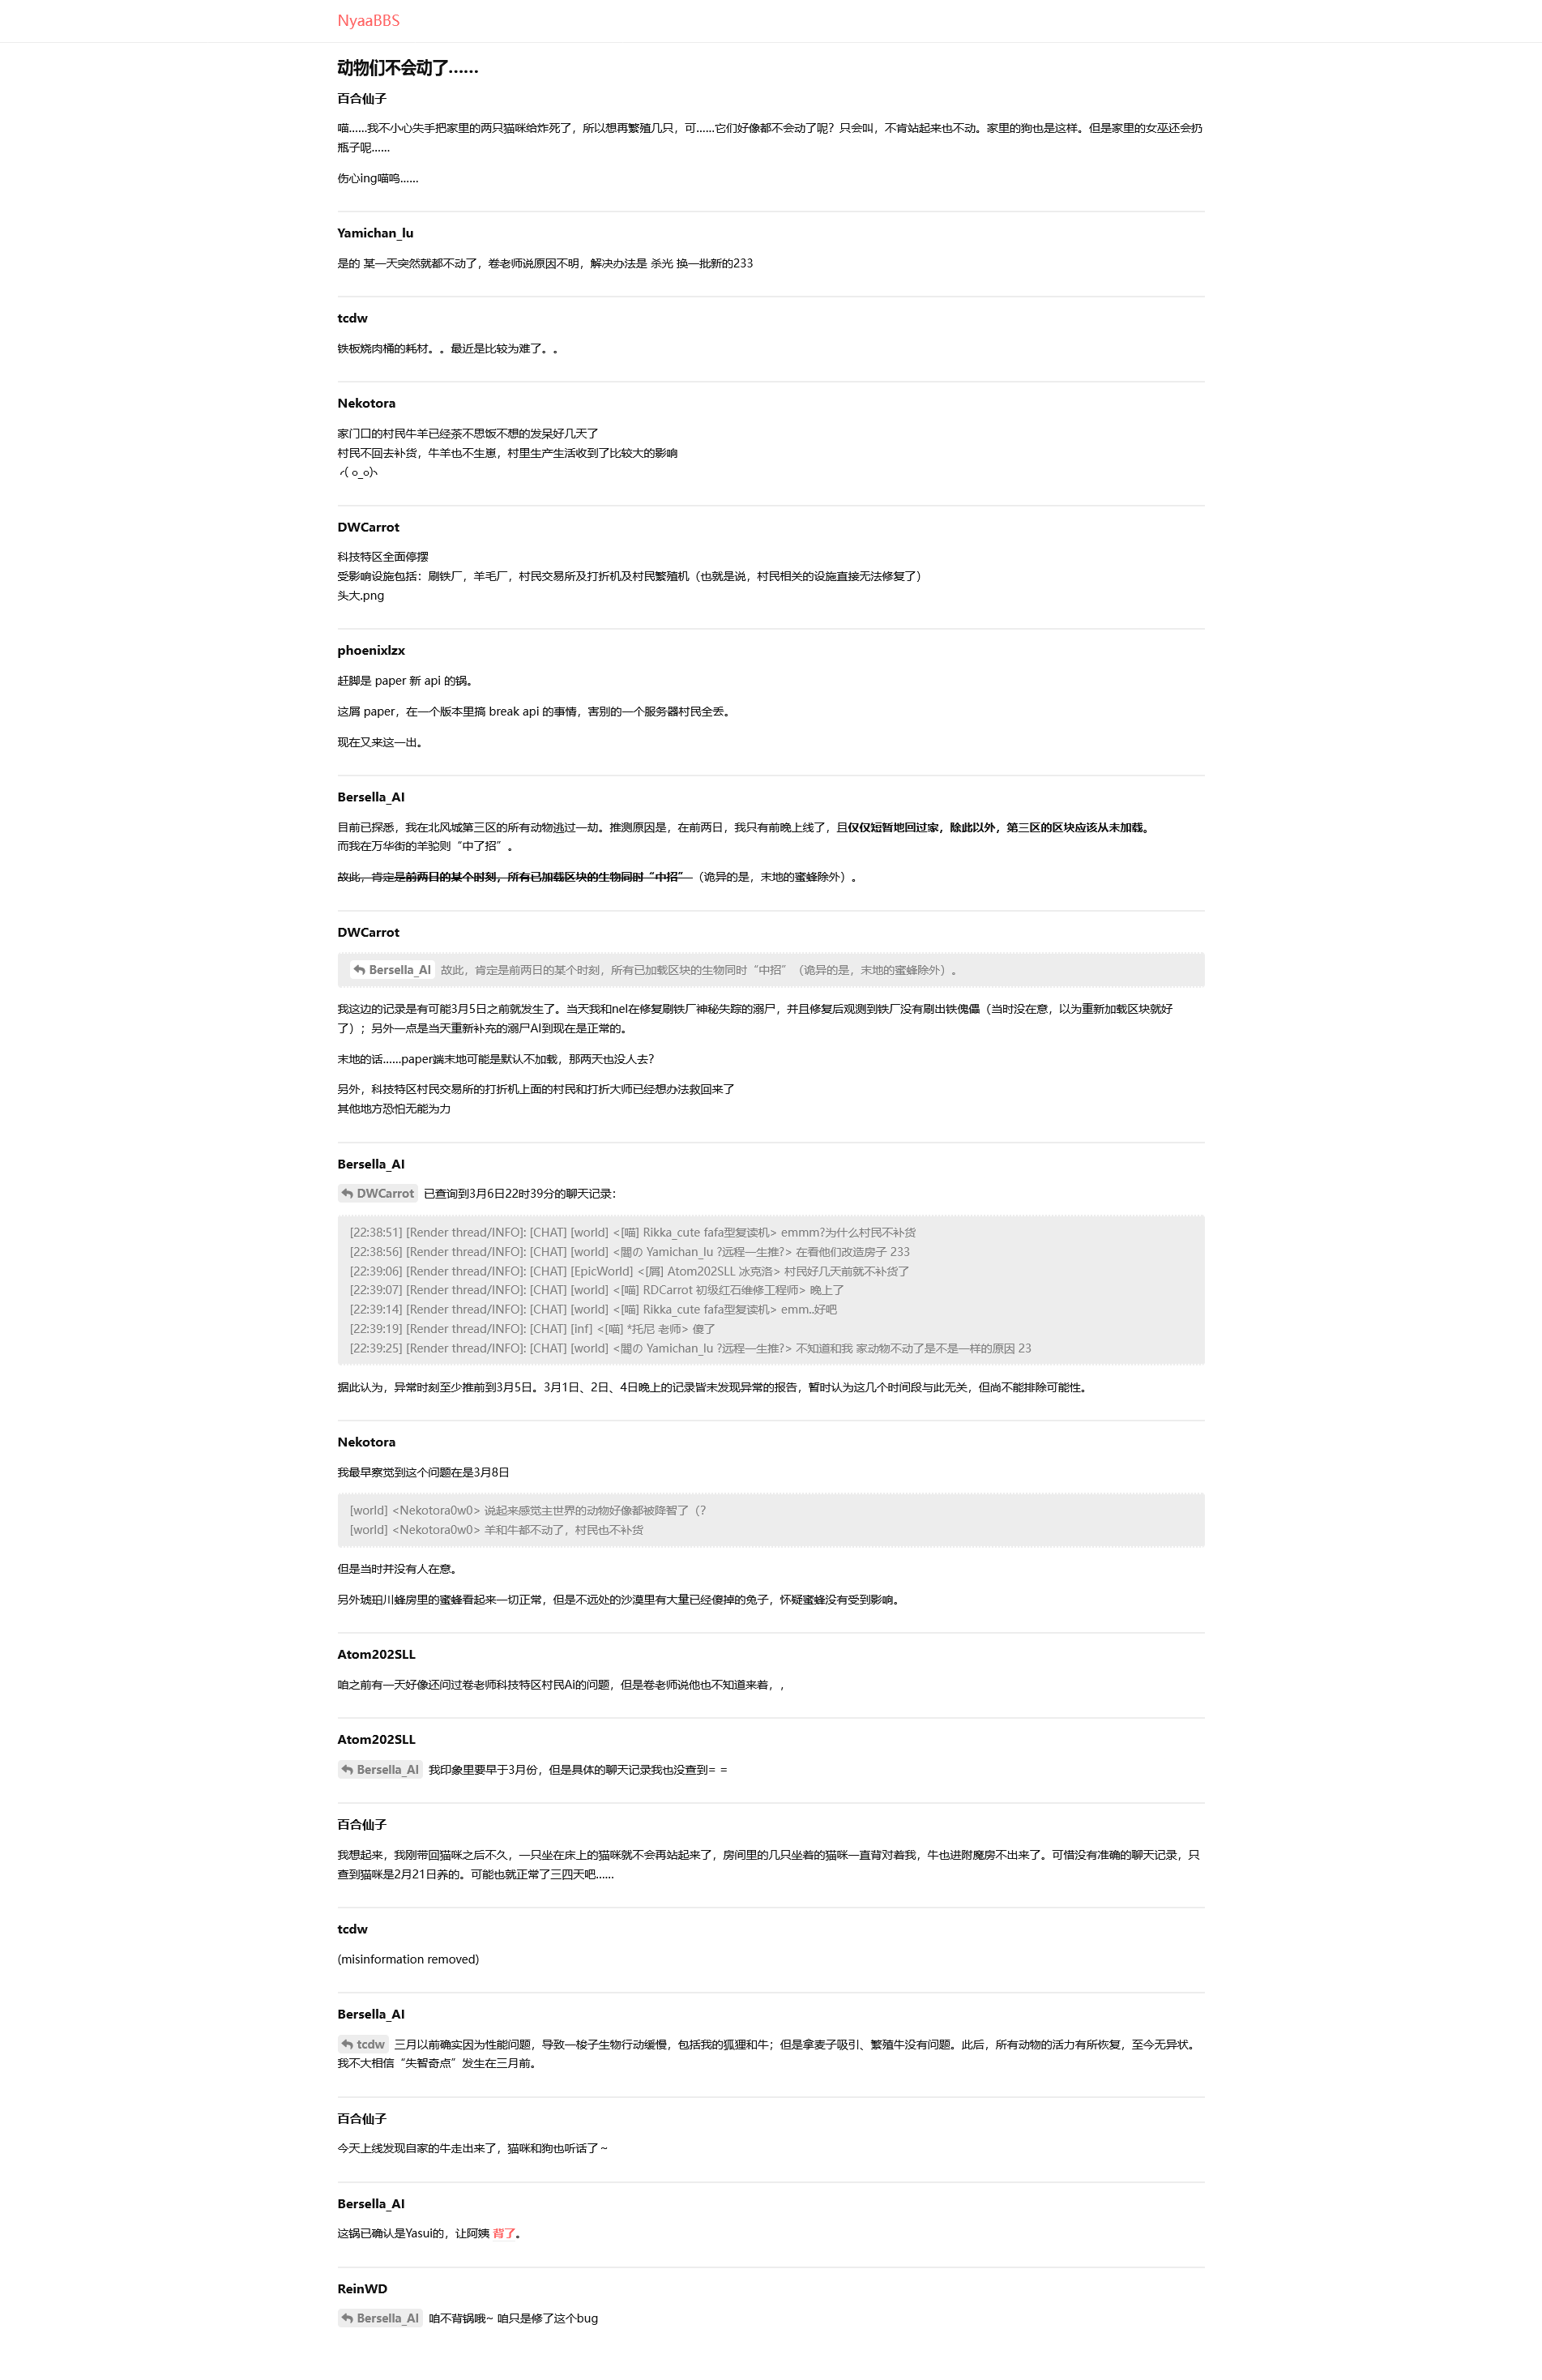 NyaaBBS
动物们不会动了……
百合仙子
喵……我不小心失手把家里的两只猫咪给炸死了，所以想再繁殖几只，可……它们好像都不会动了呢？只会叫，不肯站起来也不动。家里的狗也是这样。但是家里的女巫还会扔
瓶子呢……
伤心ing喵呜……
Yamichan_lu
是的 某一天突然就都不动了，卷老师说原因不明，解决办法是 杀光 换一批新的233
tcdw
铁板烧肉桶的耗材。。最近是比较为难了。。
Nekotora
家门口的村民牛羊已经茶不思饭不想的发呆好几天了
村民不回去补货，牛羊也不生崽，村里生产生活收到了比较大的影响
╭( ○_○)╮
DWCarrot
科技特区全面停摆
受影响设施包括：刷铁厂，羊毛厂，村民交易所及打折机及村民繁殖机（也就是说，村民相关的设施直接无法修复了）
头大.png
phoenixlzx
赶脚是 paper 新 api 的锅。
这屑 paper，在一个版本里搞 break api 的事情，害别的一个服务器村民全丢。
现在又来这一出。
Bersella_AI
目前已探悉，我在北风城第三区的所有动物逃过一劫。推测原因是，在前两日，我只有前晚上线了，且仅仅短暂地回过家，除此以外，第三区的区块应该从未加载。
而我在万华街的羊驼则“中了招”。
故此，肯定是前两日的某个时刻，所有已加载区块的生物同时“中招”（诡异的是，末地的蜜蜂除外）。
DWCarrot
Bersella_AI 故此，肯定是前两日的某个时刻，所有已加载区块的生物同时“中招”（诡异的是，末地的蜜蜂除外）。
我这边的记录是有可能3月5日之前就发生了。当天我和nel在修复刷铁厂神秘失踪的溺尸，并且修复后观测到铁厂没有刷出铁傀儡（当时没在意，以为重新加载区块就好
了）；另外一点是当天重新补充的溺尸AI到现在是正常的。
末地的话……paper端末地可能是默认不加载，那两天也没人去？
另外，科技特区村民交易所的打折机上面的村民和打折大师已经想办法救回来了
其他地方恐怕无能为力
Bersella_AI
DWCarrot 已查询到3月6日22时39分的聊天记录：
[22:38:51] [Render thread/INFO]: [CHAT] [world] <[喵] Rikka_cute fafa型复读机> emmm?为什么村民不补货
[22:38:56] [Render thread/INFO]: [CHAT] [world] <闇の Yamichan_lu ?远程一生推?> 在看他们改造房子 233
[22:39:06] [Render thread/INFO]: [CHAT] [EpicWorld] <[屑] Atom202SLL 冰克洛> 村民好几天前就不补货了
[22:39:07] [Render thread/INFO]: [CHAT] [world] <[喵] RDCarrot 初级红石维修工程师> 晚上了
[22:39:14] [Render thread/INFO]: [CHAT] [world] <[喵] Rikka_cute fafa型复读机> emm..好吧
[22:39:19] [Render thread/INFO]: [CHAT] [inf] <[喵] *托尼 老师> 傻了
[22:39:25] [Render thread/INFO]: [CHAT] [world] <闇の Yamichan_lu ?远程一生推?> 不知道和我 家动物不动了是不是一样的原因 23
据此认为，异常时刻至少推前到3月5日。3月1日、2日、4日晚上的记录皆未发现异常的报告，暂时认为这几个时间段与此无关，但尚不能排除可能性。
Nekotora
我最早察觉到这个问题在是3月8日
[world] <Nekotora0w0> 说起来感觉主世界的动物好像都被降智了（？
[world] <Nekotora0w0> 羊和牛都不动了，村民也不补货
但是当时并没有人在意。
另外琥珀川蜂房里的蜜蜂看起来一切正常，但是不远处的沙漠里有大量已经傻掉的兔子，怀疑蜜蜂没有受到影响。
Atom202SLL
咱之前有一天好像还问过卷老师科技特区村民Ai的问题，但是卷老师说他也不知道来着，，
Atom202SLL
Bersella_AI 我印象里要早于3月份，但是具体的聊天记录我也没查到= =
百合仙子
我想起来，我刚带回猫咪之后不久，一只坐在床上的猫咪就不会再站起来了，房间里的几只坐着的猫咪一直背对着我，牛也进附魔房不出来了。可惜没有准确的聊天记录，只
查到猫咪是2月21日养的。可能也就正常了三四天吧……
tcdw
(misinformation removed)
Bersella_AI
tcdw 三月以前确实因为性能问题，导致一梭子生物行动缓慢，包括我的狐狸和牛；但是拿麦子吸引、繁殖牛没有问题。此后，所有动物的活力有所恢复，至今无异状。
我不大相信“失智奇点”发生在三月前。
百合仙子
今天上线发现自家的牛走出来了，猫咪和狗也听话了～
Bersella_AI
这锅已确认是Yasui的，让阿姨 背了。
ReinWD
Bersella_AI 咱不背锅哦~ 咱只是修了这个bug